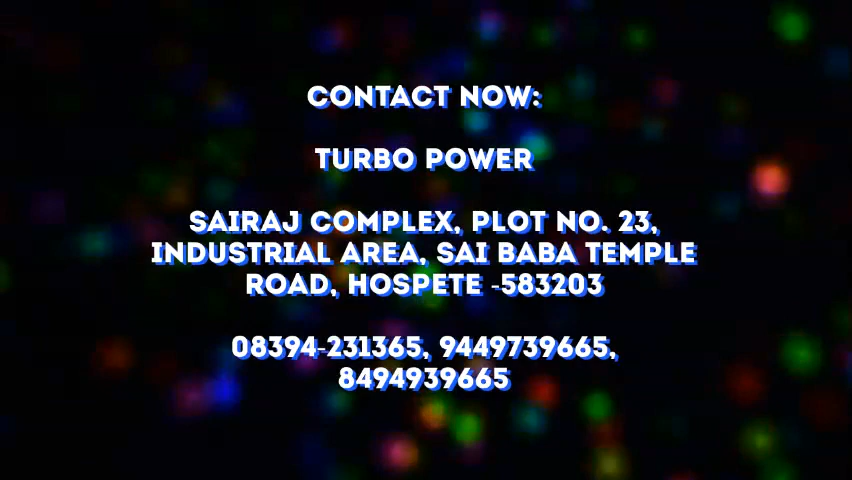 CONTACT NOW:
TURBO POWER
SAIRAJ COMPLEX, PLOT NO. 23,
INDUSTRIAL AREA, SAI BABA TEMPLE
ROAD, HOSPETE -583203
08394-231365, 9449739665,
8494939665